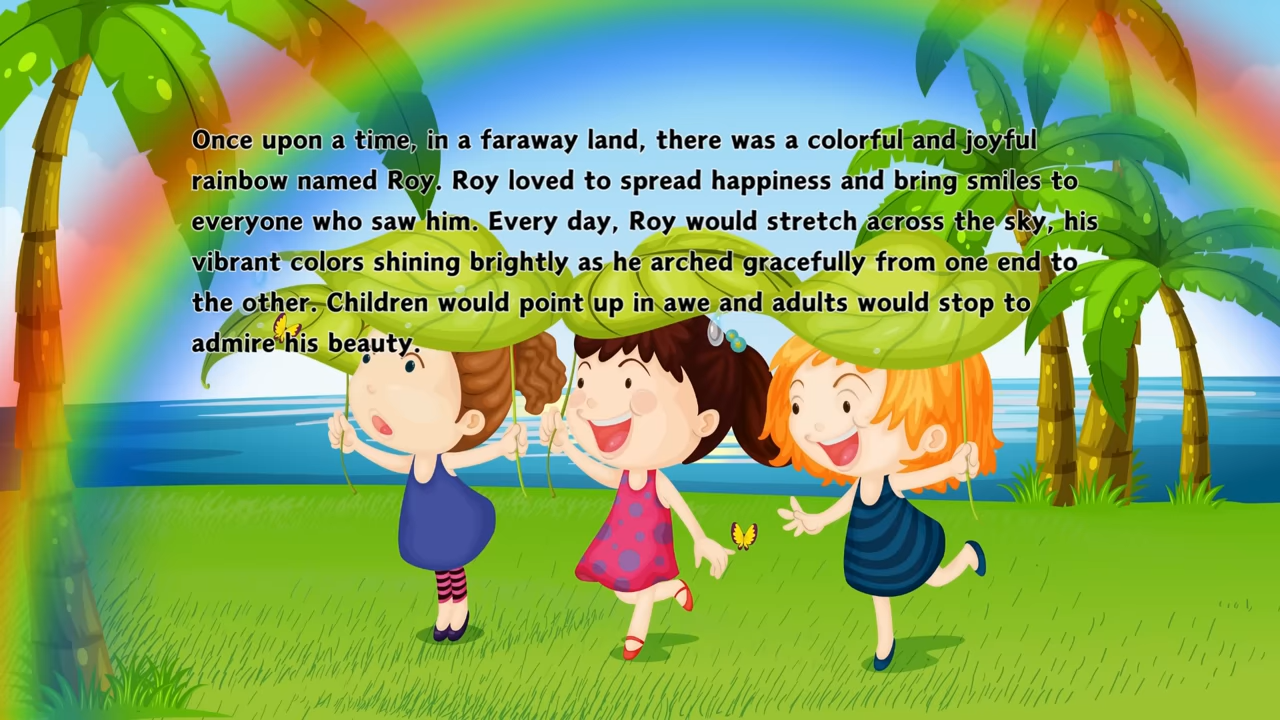 Once upon a time, in a faraway land, there was a colorful and joyful
rainbow named Roy. Roy loved to spread happiness and bring smiles to
everyone who saw him. Every day, Roy would stretch across the sky, his
vibrant colors shining brightly as he arched gracefully from one end to
the other. Children would point up in awe and adults would stop to
admire his beauty.